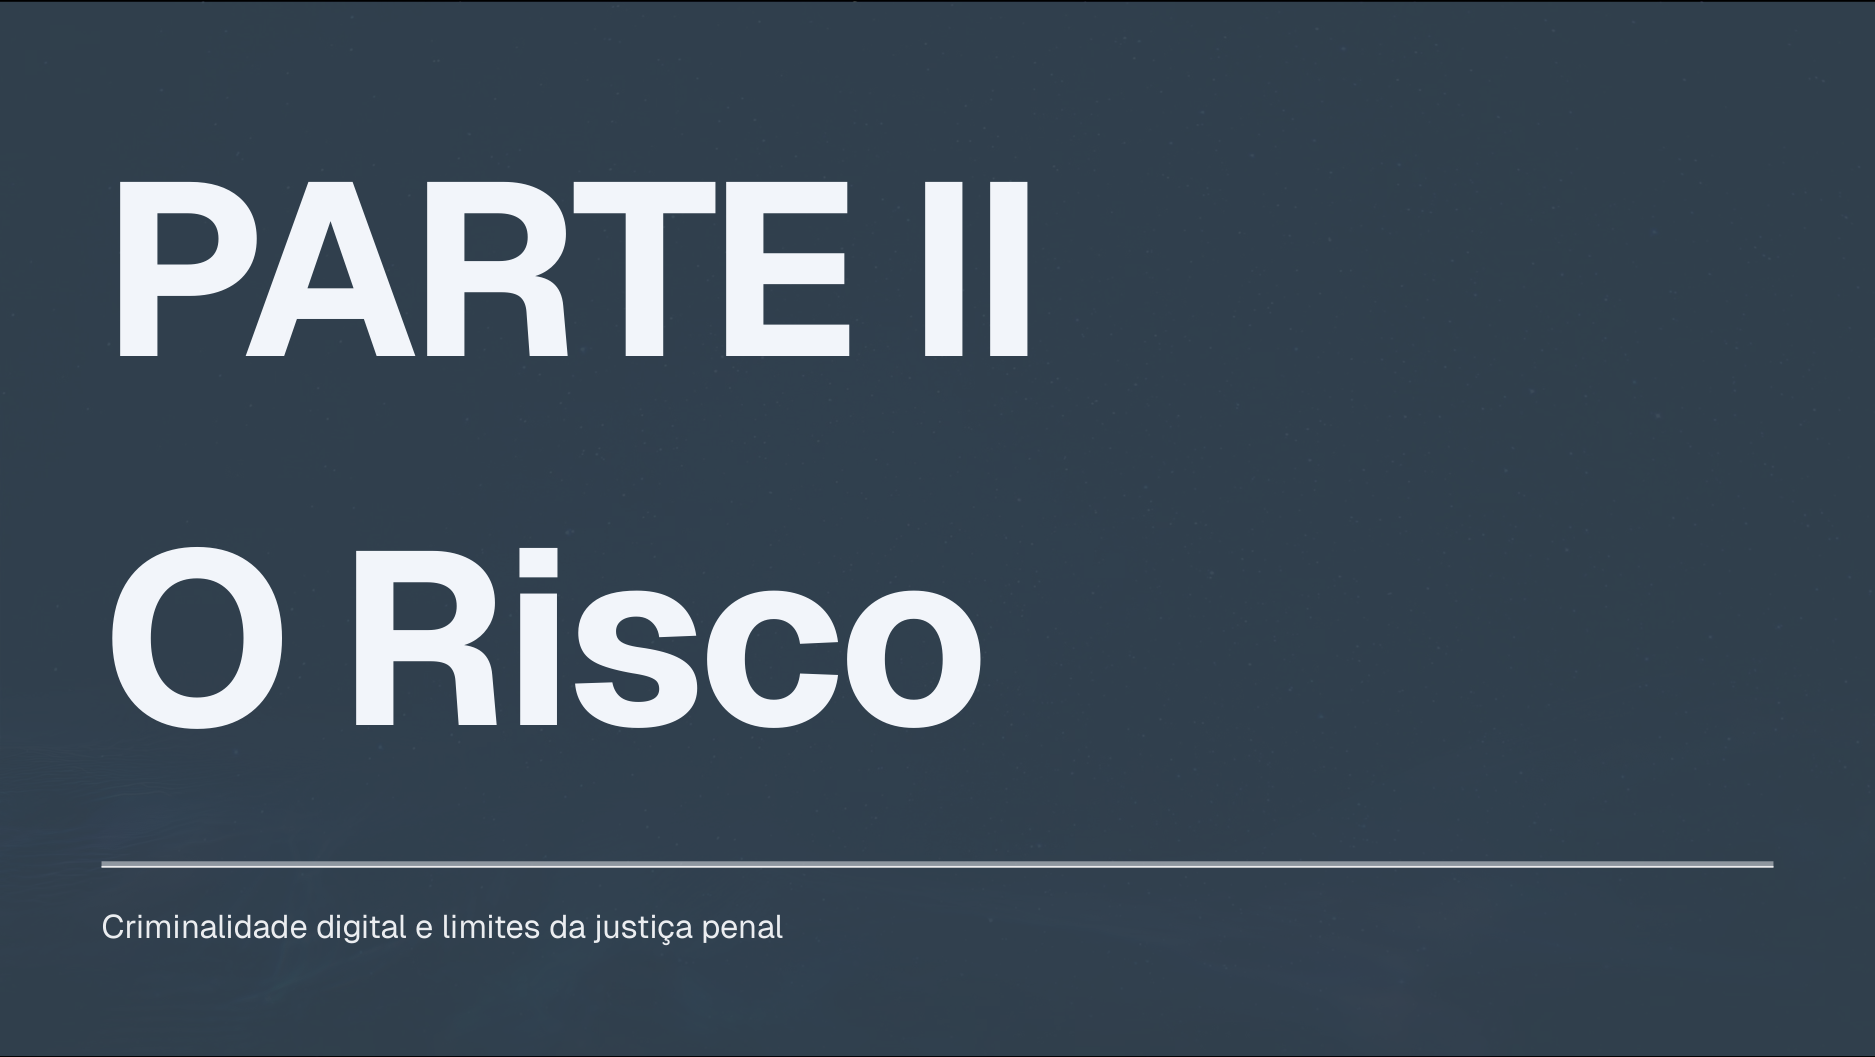 PARTE II
O Risco
Criminalidade digital e limites da justiça penal